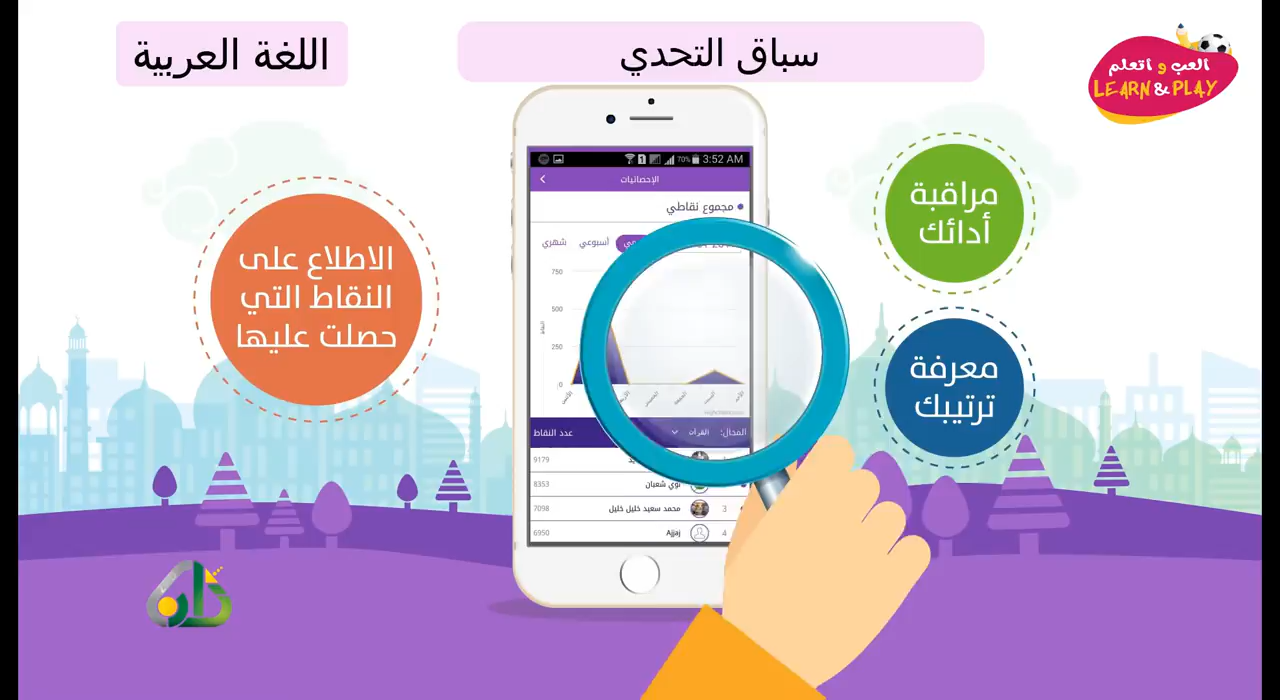 اللغة العربية
سباق التحدي
العب و اتعلم
LEARN & PLAY
مراقبة
أدائك
معرفة
ترتيبك
الاطلاع على
النقاط التي
حصلت عليها
70% 3:52 AM
الإحصائيات
مجموع نقاطي
أسبوعي شهري
750
500
250
0
النقاط
المجال: القرآن عدد النقاط
9179
نوي شعبان 8353
3 محمد سعيد خليل خليل 7098
4 Ajjaj 6950